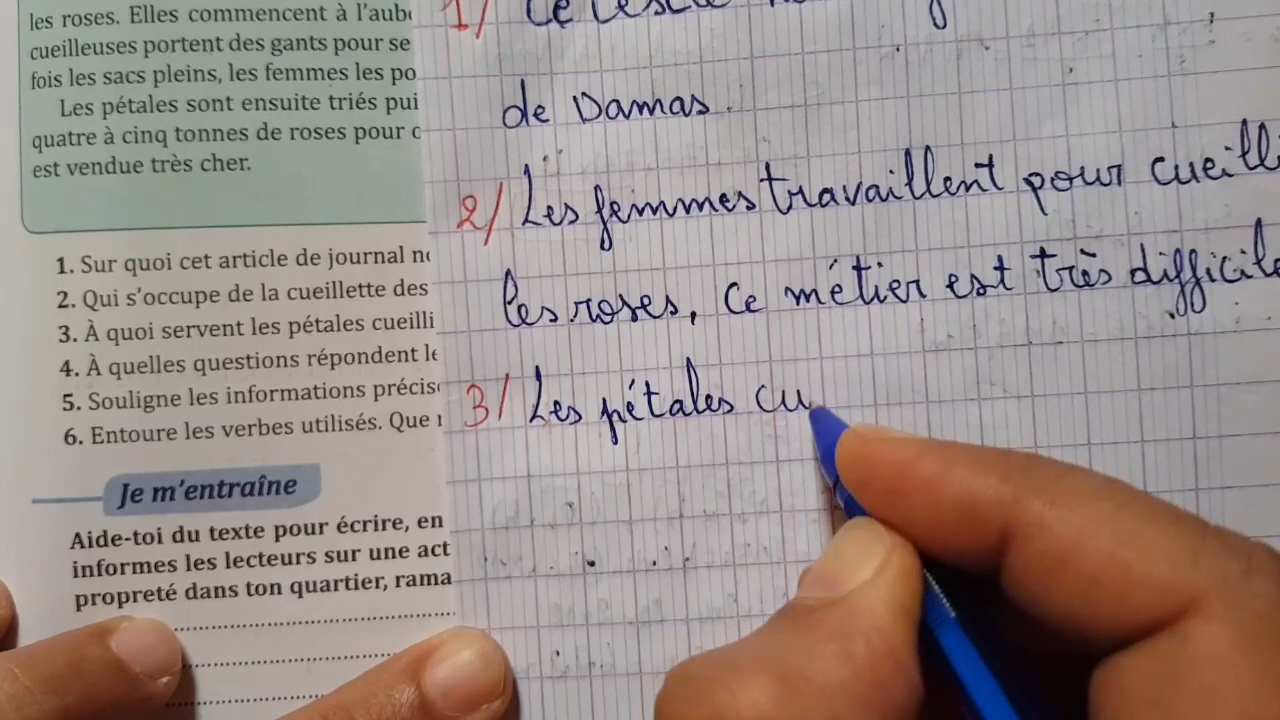 les roses. Elles commencent à l'aub
cueilleuses portent des gants pour se
fois les sacs pleins, les femmes les po
Les pétales sont ensuite triés pui
quatre à cinq tonnes de roses pour
est vendue très cher.
1. Sur quoi cet article de journal
2. Qui s'occupe de la cueillette des
3. À quoi servent les pétales cueilli
4. À quelles questions répondent le
5. Souligne les informations précis
6. Entoure les verbes utilisés. Que
Je m'entraîne
Aide-toi du texte pour écrire, en
informes les lecteurs sur une act
propreté dans ton quartier, rama
1/ Ce texte
de Damas.
2/ Les femmes travaillent pour cueill
les roses, Ce métier est très difficile
3/ Les pétales cu